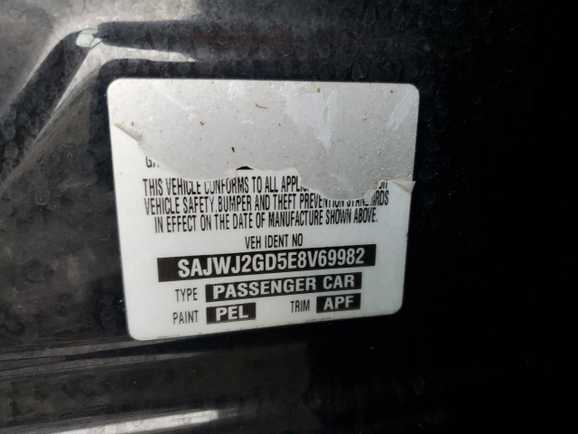 THIS VEHICLE CONFORMS TO ALL
VEHICLE SAFETY, BUMPER AND THEFT PREVENTION STANDARDS
IN EFFECT ON THE DATE OF MANUFACTURE SHOWN ABOVE.
VEH IDENT NO
SAJWJ2GD5E8V69982
TYPE PASSENGER CAR
PAINT PEL TRIM APF